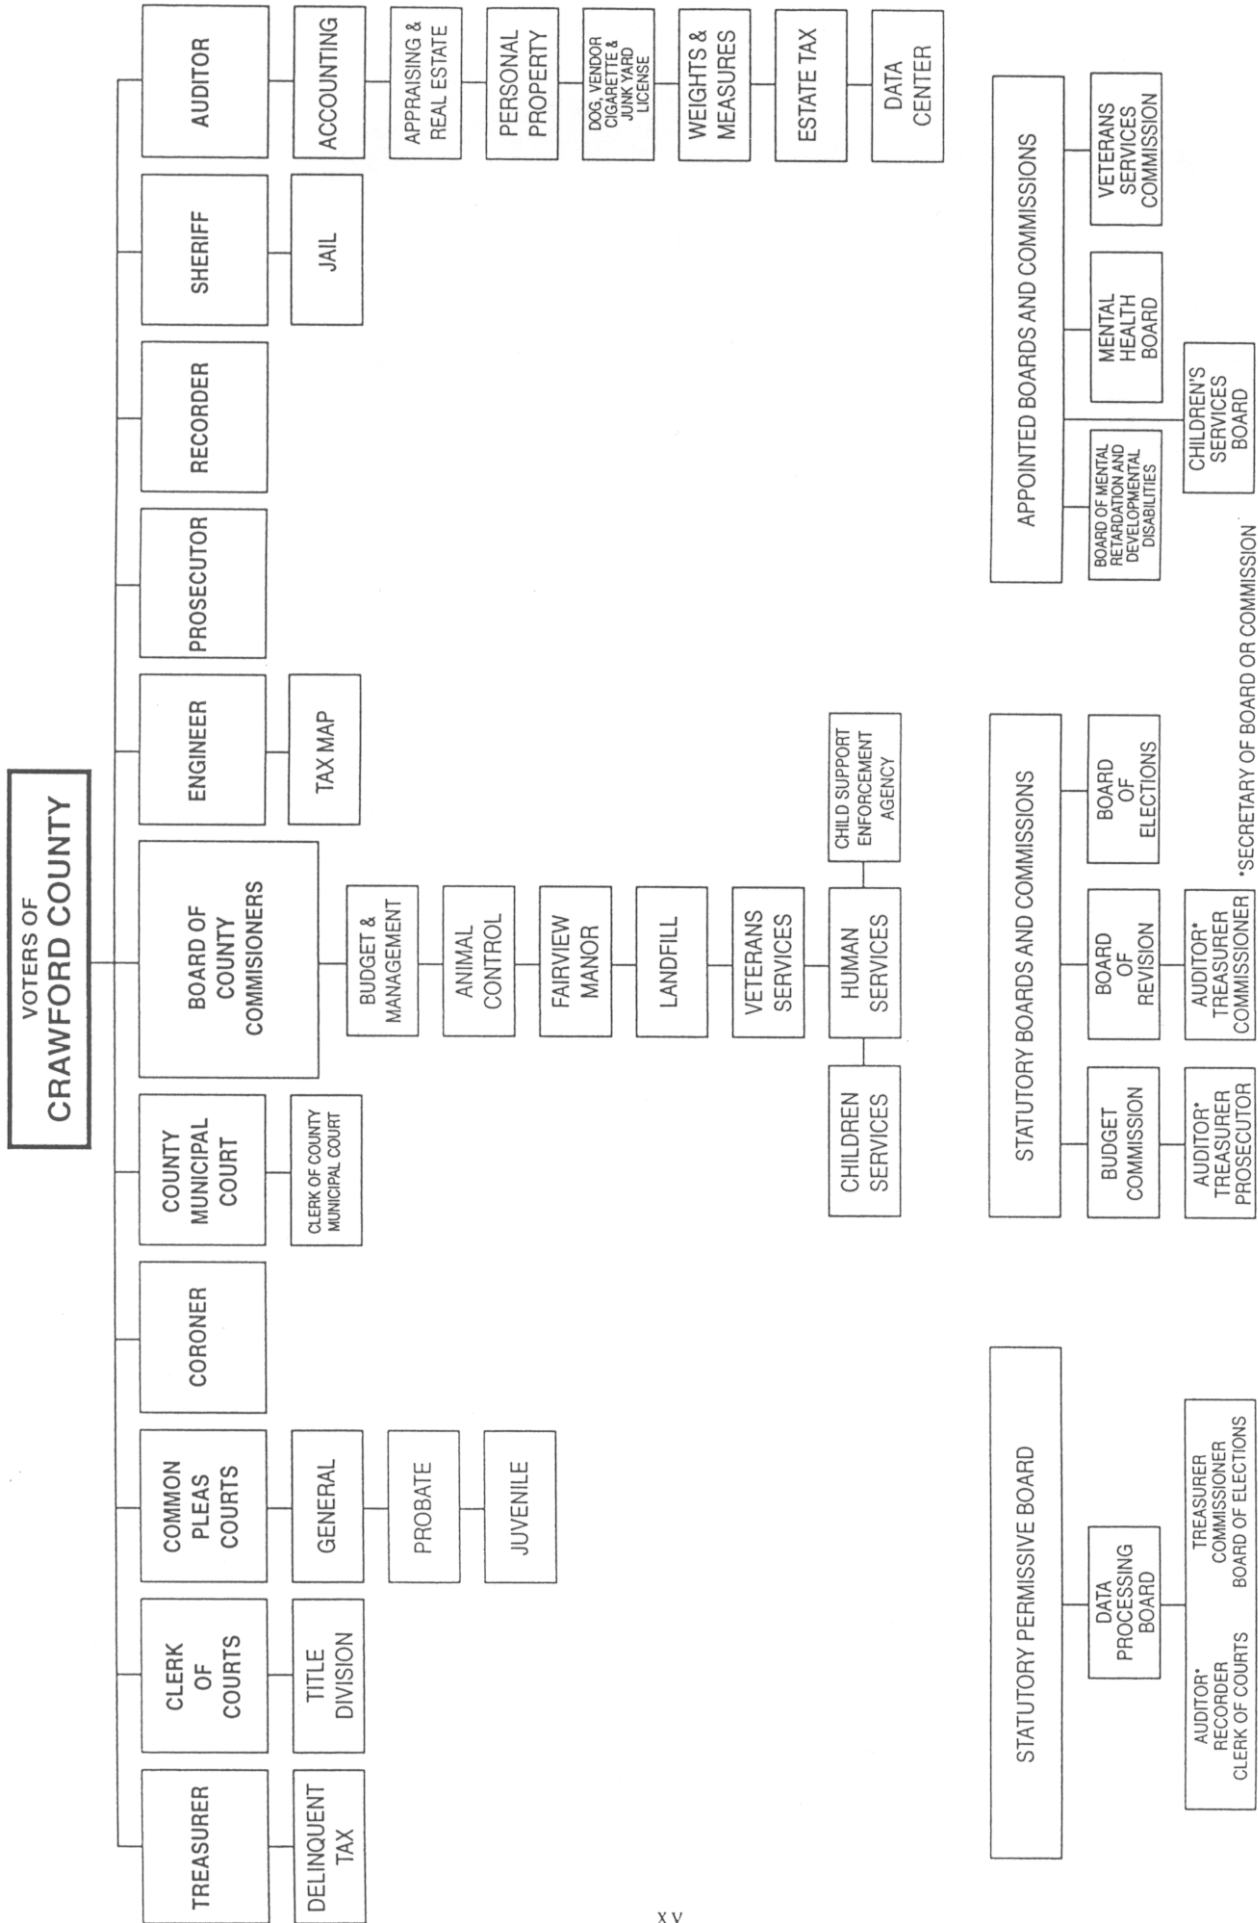 VOTERS OF
CRAWFORD COUNTY
TREASURER
DELINQUENT
TAX
CLERK
OF
COURTS
TITLE
DIVISION
COMMON
PLEAS
COURTS
GENERAL
PROBATE
JUVENILE
CORONER
COUNTY
MUNICIPAL
COURT
CLERK OF COUNTY
MUNICIPAL COURT
BOARD OF
COUNTY
COMMISIONERS
BUDGET &
MANAGEMENT
ANIMAL
CONTROL
FAIRVIEW
MANOR
LANDFILL
VETERANS
SERVICES
CHILDREN
SERVICES
HUMAN
SERVICES
CHILD SUPPORT
ENFORCEMENT
AGENCY
ENGINEER
TAX MAP
PROSECUTOR
RECORDER
SHERIFF
JAIL
AUDITOR
ACCOUNTING
APPRAISING &
REAL ESTATE
PERSONAL
PROPERTY
DOG, VENDOR
CIGARETTE &
JUNK YARD
LICENSE
WEIGHTS &
MEASURES
ESTATE TAX
DATA
CENTER
STATUTORY PERMISSIVE BOARD
DATA
PROCESSING
BOARD
AUDITOR*
RECORDER
CLERK OF COURTS
TREASURER
COMMISSIONER
BOARD OF ELECTIONS
STATUTORY BOARDS AND COMMISSIONS
BUDGET
COMMISSION
AUDITOR*
TREASURER
PROSECUTOR
BOARD
OF
REVISION
AUDITOR*
TREASURER
COMMISSIONER
BOARD
OF
ELECTIONS
APPOINTED BOARDS AND COMMISSIONS
BOARD OF MENTAL
RETARDATION AND
DEVELOPMENTAL
DISABILITIES
CHILDREN'S
SERVICES
BOARD
MENTAL
HEALTH
BOARD
VETERANS
SERVICES
COMMISSION
*SECRETARY OF BOARD OR COMMISSION
xv